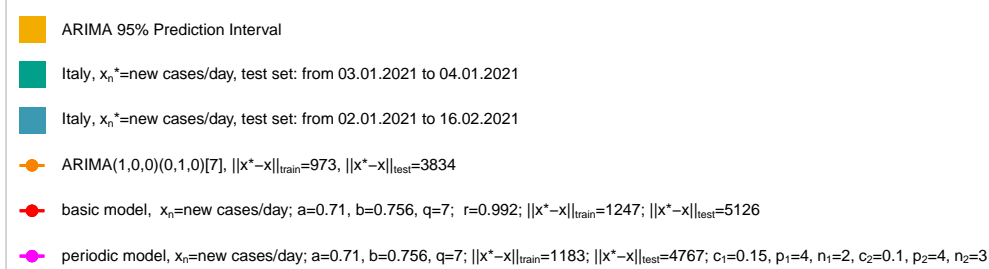 ARIMA 95% Prediction Interval
Italy, xₙ*=new cases/day, test set: from 03.01.2021 to 04.01.2021
Italy, xₙ*=new cases/day, test set: from 02.01.2021 to 16.02.2021
ARIMA(1,0,0)(0,1,0)[7], ||x*−x||train=973, ||x*−x||test=3834
basic model, xₙ=new cases/day; a=0.71, b=0.756, q=7; r=0.992; ||x*−x||train=1247; ||x*−x||test=5126
periodic model, xₙ=new cases/day; a=0.71, b=0.756, q=7; ||x*−x||train=1183; ||x*−x||test=4767; c₁=0.15, p₁=4, n₁=2, c₂=0.1, p₂=4, n₂=3